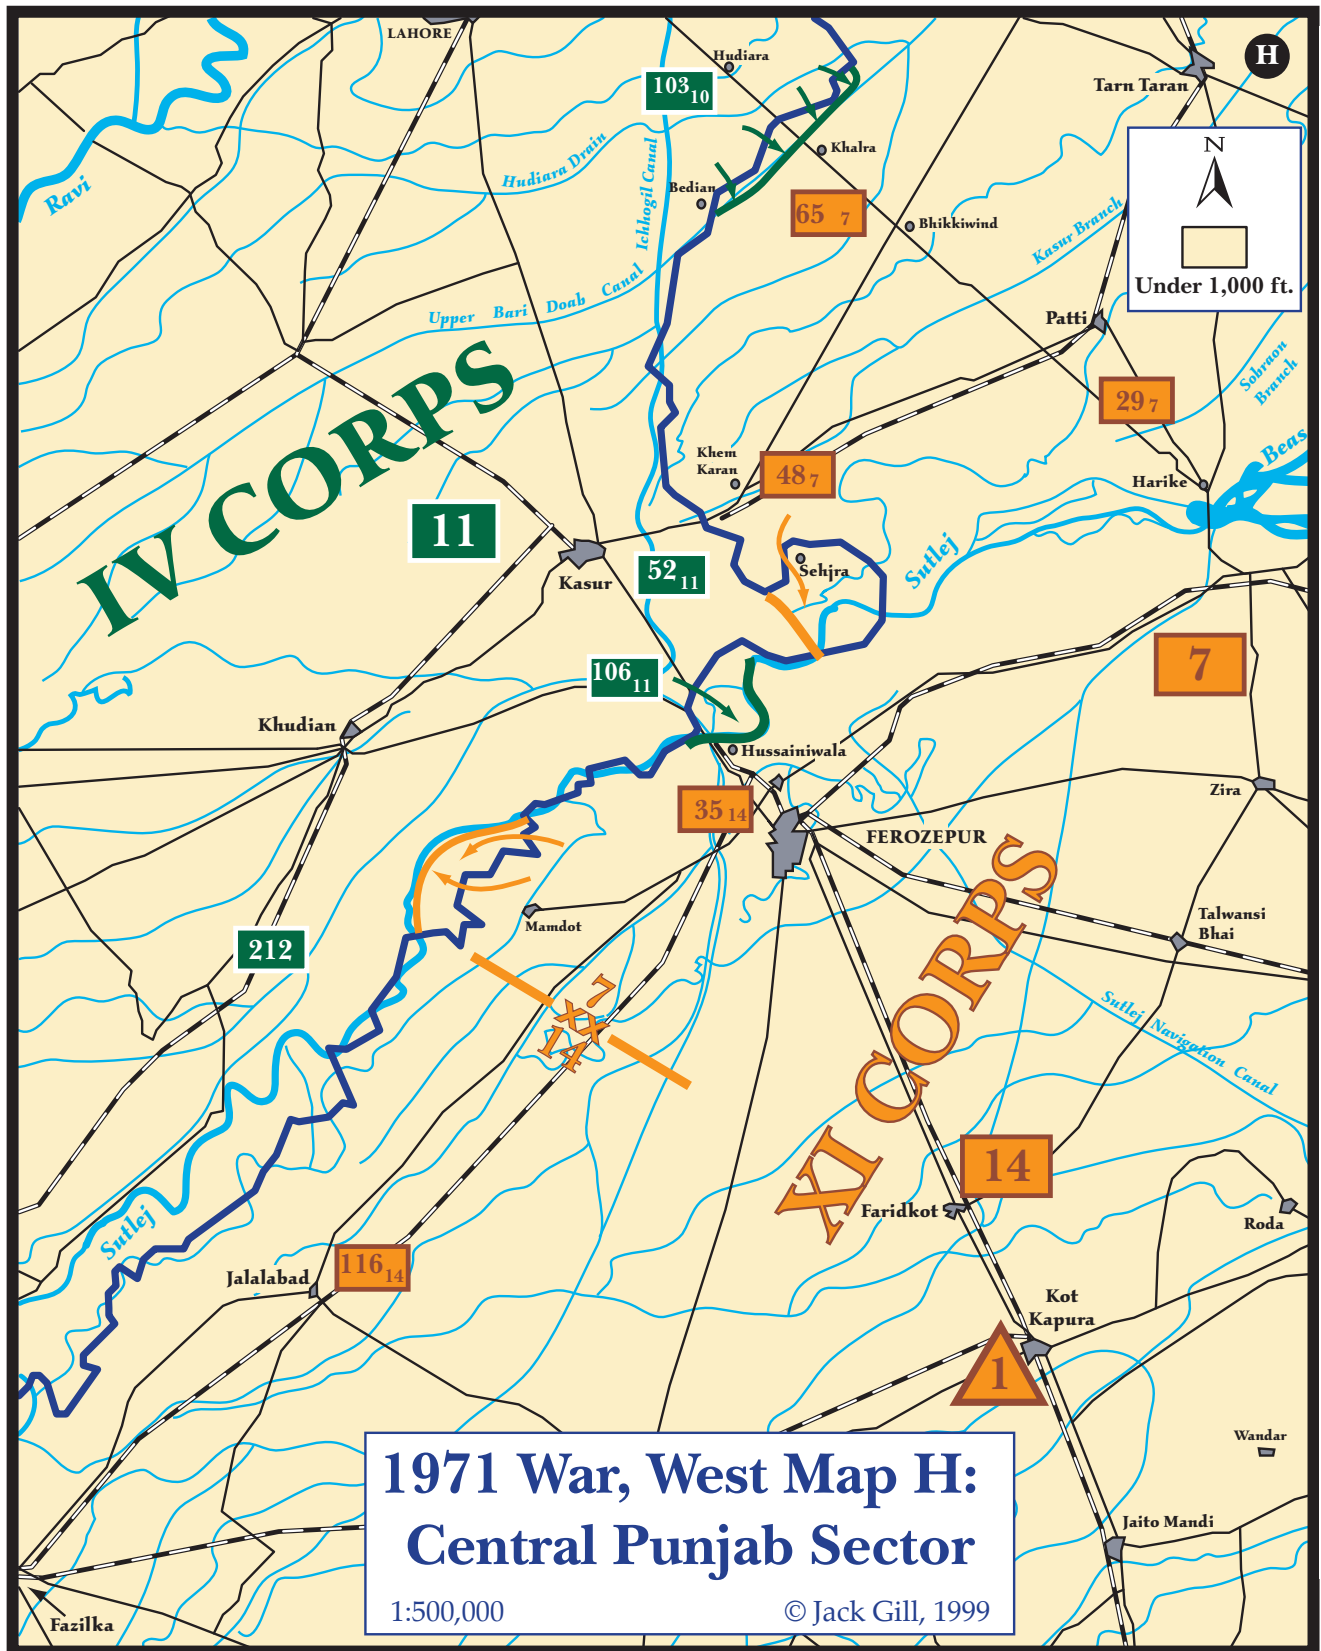 LAHORE
Hudiara
H
Tarn Taran
103 10
N
Under 1,000 ft.
Khalra
Hudiara Drain
Ravi
Ichhogil Canal
Bedian
65 7
Bhikkiwind
Kasur Branch
Upper Bari Doab Canal
Patti
Sobraon
Branch
29 7
IV CORPS
Khem
Karan
48 7
Harike
Beas
11
Kasur
52 11
Sehjra
Sutlej
7
106 11
Khudian
Hussainiwala
Zira
35 14
FEROZEPUR
XI CORPS
Mamdot
Talwansi
Bhai
212
7
XX
14
Sutlej Navigation Canal
14
Faridkot
Roda
Sutlej
Jalalabad
116 14
Kot
Kapura
1
Wandar
1971 War, West Map H:
Central Punjab Sector
1:500,000
© Jack Gill, 1999
Jaito Mandi
Fazilka